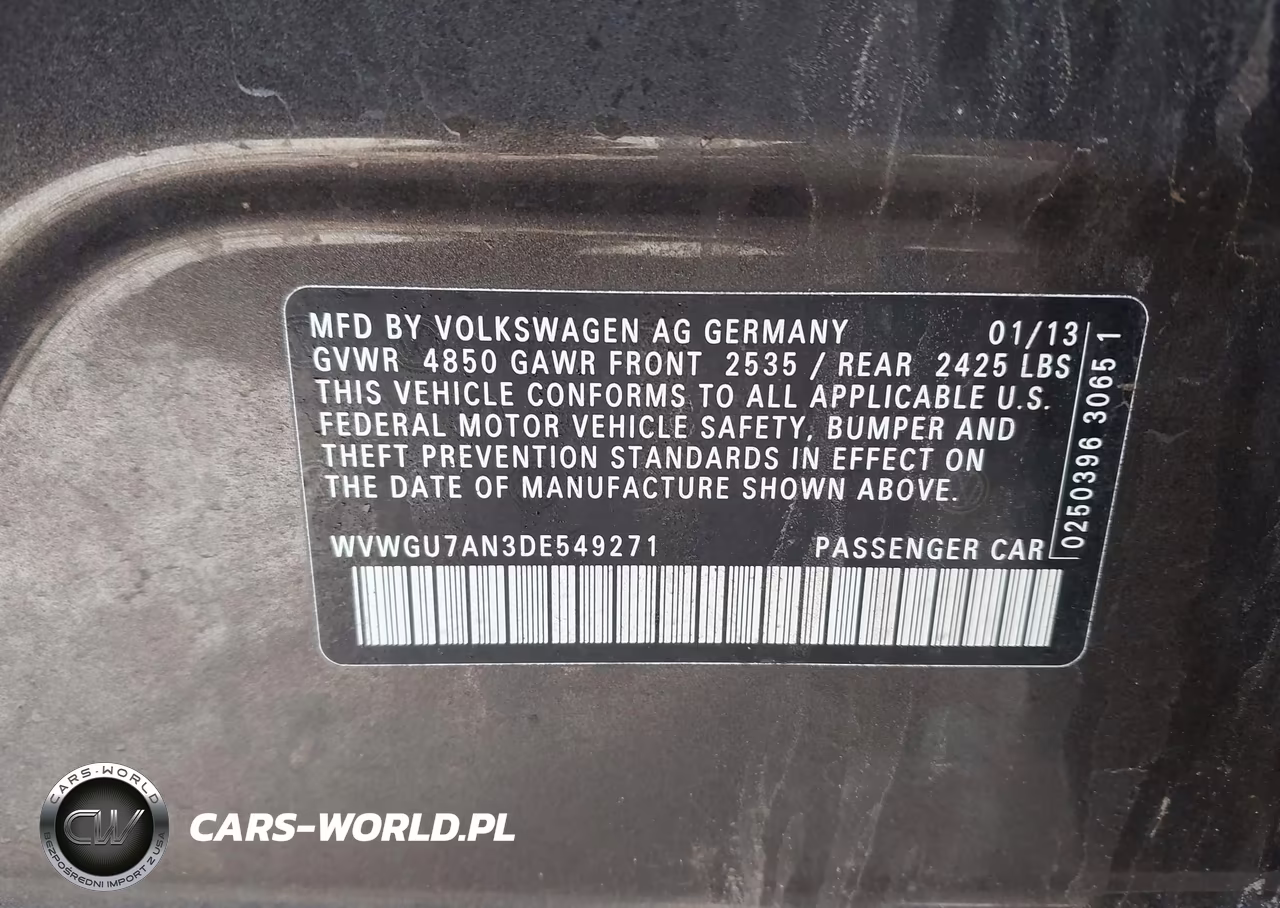 MFD BY VOLKSWAGEN AG GERMANY 01/13
GVWR 4850 GAWR FRONT 2535 / REAR 2425 LBS
THIS VEHICLE CONFORMS TO ALL APPLICABLE U.S.
FEDERAL MOTOR VEHICLE SAFETY, BUMPER AND
THEFT PREVENTION STANDARDS IN EFFECT ON
THE DATE OF MANUFACTURE SHOWN ABOVE.
WVWGU7AN3DE549271 PASSENGER CAR
0250396 3065 1
CARS-WORLD
CW
BEZPOŚREDNI IMPORT Z USA
CARS-WORLD.PL